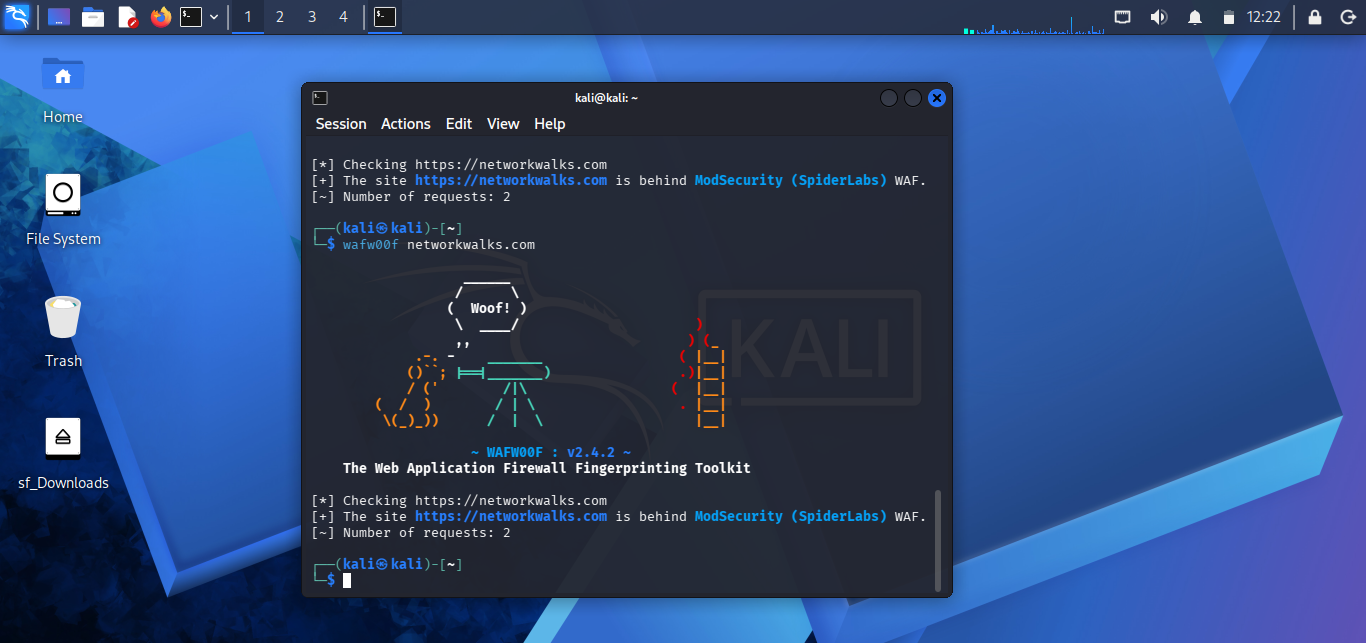 1 2 3 4
12:22
Home
File System
Trash
sf_Downloads
kali@kali: ~
Session Actions Edit View Help
[*] Checking https://networkwalks.com
[+] The site https://networkwalks.com is behind ModSecurity (SpiderLabs) WAF.
[~] Number of requests: 2
┌──(kali㉿kali)-[~]
└─$ wafw00f networkwalks.com
Woof!
~ WAFW00F : v2.4.2 ~
The Web Application Firewall Fingerprinting Toolkit
[*] Checking https://networkwalks.com
[+] The site https://networkwalks.com is behind ModSecurity (SpiderLabs) WAF.
[~] Number of requests: 2
┌──(kali㉿kali)-[~]
└─$
KALI